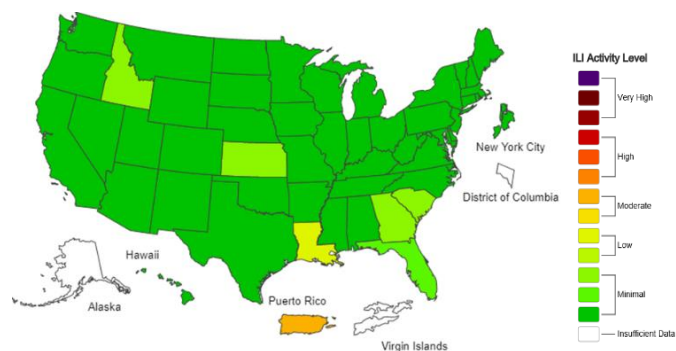 ILI Activity Level
Very High
High
Moderate
Low
Minimal
Insufficient Data
New York City
District of Columbia
Hawaii
Alaska
Puerto Rico
Virgin Islands